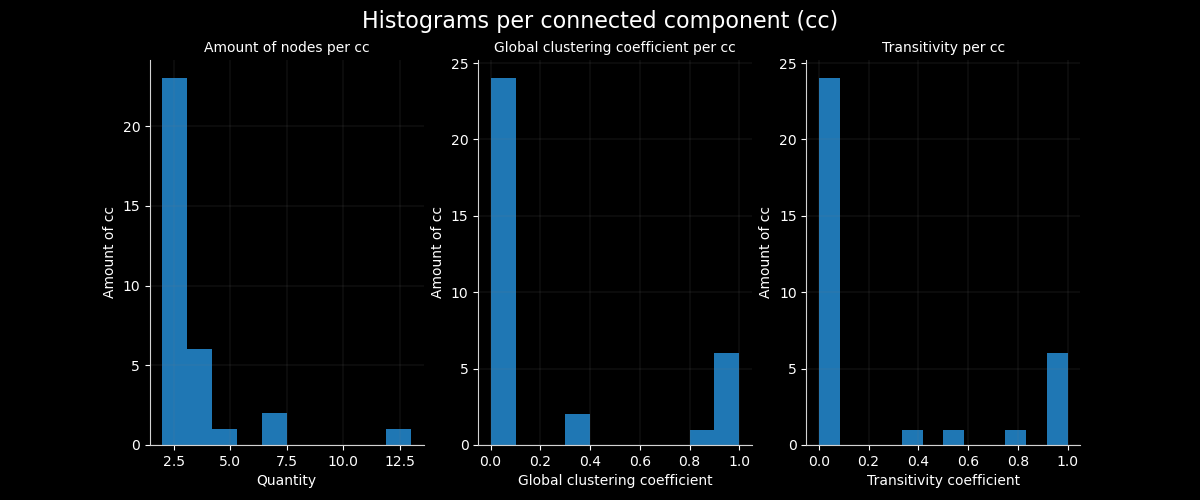 Histograms per connected component (cc)
Amount of nodes per cc
Amount of cc
20
15
10
5
0
2.5 5.0 7.5 10.0 12.5
Quantity
Global clustering coefficient per cc
Amount of cc
25
20
15
10
5
0
0.0 0.2 0.4 0.6 0.8 1.0
Global clustering coefficient
Transitivity per cc
Amount of cc
25
20
15
10
5
0
0.0 0.2 0.4 0.6 0.8 1.0
Transitivity coefficient